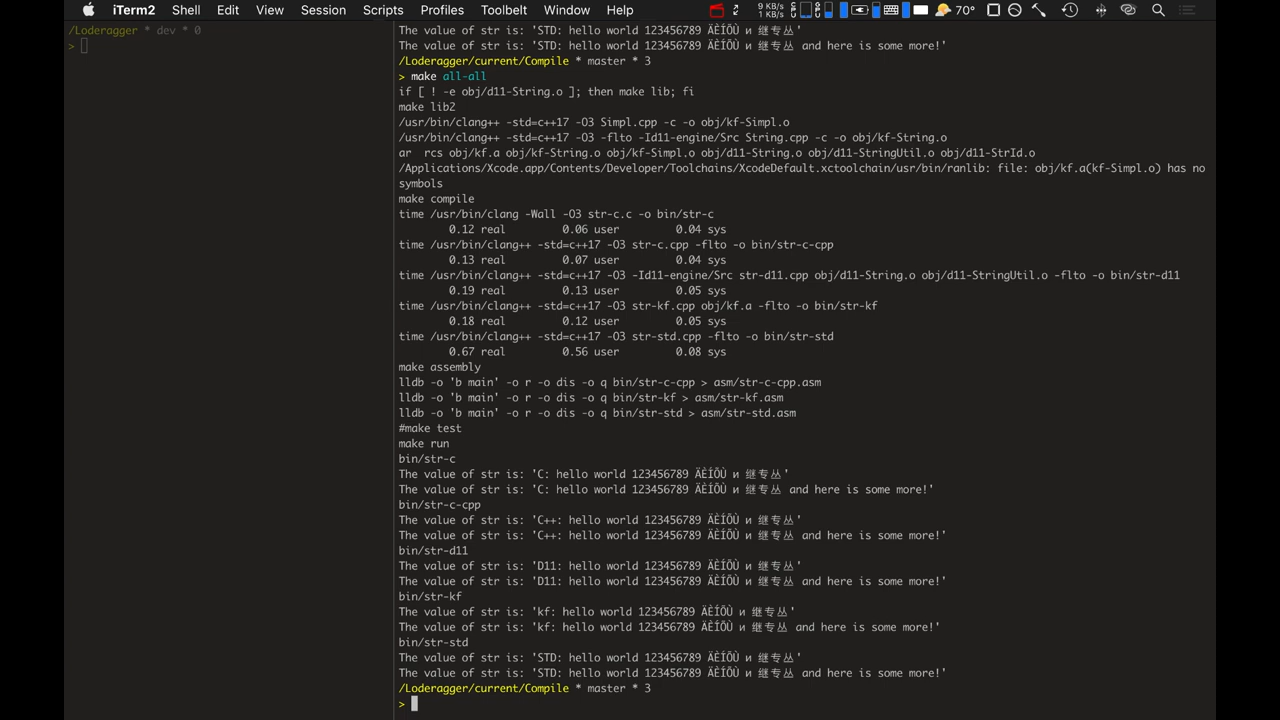 iTerm2 Shell Edit View Session Scripts Profiles Toolbelt Window Help 9 KB/s 1 KB/s 70°
/Loderagger * dev * 0
>
The value of str is: 'STD: hello world 123456789 ÄÈÍÕÙ и 继专丛'
The value of str is: 'STD: hello world 123456789 ÄÈÍÕÙ и 继专丛 and here is some more!'
/Loderagger/current/Compile * master * 3
> make all-all
if [ ! -e obj/d11-String.o ]; then make lib; fi
make lib2
/usr/bin/clang++ -std=c++17 -O3 Simpl.cpp -c -o obj/kf-Simpl.o
/usr/bin/clang++ -std=c++17 -O3 -flto -Id11-engine/Src String.cpp -c -o obj/kf-String.o
ar rcs obj/kf.a obj/kf-String.o obj/kf-Simpl.o obj/d11-String.o obj/d11-StringUtil.o obj/d11-StrId.o
/Applications/Xcode.app/Contents/Developer/Toolchains/XcodeDefault.xctoolchain/usr/bin/ranlib: file: obj/kf.a(kf-Simpl.o) has no
symbols
make compile
time /usr/bin/clang -Wall -O3 str-c.c -o bin/str-c
0.12 real 0.06 user 0.04 sys
time /usr/bin/clang++ -std=c++17 -O3 str-c.cpp -flto -o bin/str-c-cpp
0.13 real 0.07 user 0.04 sys
time /usr/bin/clang++ -std=c++17 -O3 -Id11-engine/Src str-d11.cpp obj/d11-String.o obj/d11-StringUtil.o -flto -o bin/str-d11
0.19 real 0.13 user 0.05 sys
time /usr/bin/clang++ -std=c++17 -O3 str-kf.cpp obj/kf.a -flto -o bin/str-kf
0.18 real 0.12 user 0.05 sys
time /usr/bin/clang++ -std=c++17 -O3 str-std.cpp -flto -o bin/str-std
0.67 real 0.56 user 0.08 sys
make assembly
lldb -o 'b main' -o r -o dis -o q bin/str-c-cpp > asm/str-c-cpp.asm
lldb -o 'b main' -o r -o dis -o q bin/str-kf > asm/str-kf.asm
lldb -o 'b main' -o r -o dis -o q bin/str-std > asm/str-std.asm
#make test
make run
bin/str-c
The value of str is: 'C: hello world 123456789 ÄÈÍÕÙ и 继专丛'
The value of str is: 'C: hello world 123456789 ÄÈÍÕÙ и 继专丛 and here is some more!'
bin/str-c-cpp
The value of str is: 'C++: hello world 123456789 ÄÈÍÕÙ и 继专丛'
The value of str is: 'C++: hello world 123456789 ÄÈÍÕÙ и 继专丛 and here is some more!'
bin/str-d11
The value of str is: 'D11: hello world 123456789 ÄÈÍÕÙ и 继专丛'
The value of str is: 'D11: hello world 123456789 ÄÈÍÕÙ и 继专丛 and here is some more!'
bin/str-kf
The value of str is: 'kf: hello world 123456789 ÄÈÍÕÙ и 继专丛'
The value of str is: 'kf: hello world 123456789 ÄÈÍÕÙ и 继专丛 and here is some more!'
bin/str-std
The value of str is: 'STD: hello world 123456789 ÄÈÍÕÙ и 继专丛'
The value of str is: 'STD: hello world 123456789 ÄÈÍÕÙ и 继专丛 and here is some more!'
/Loderagger/current/Compile * master * 3
>